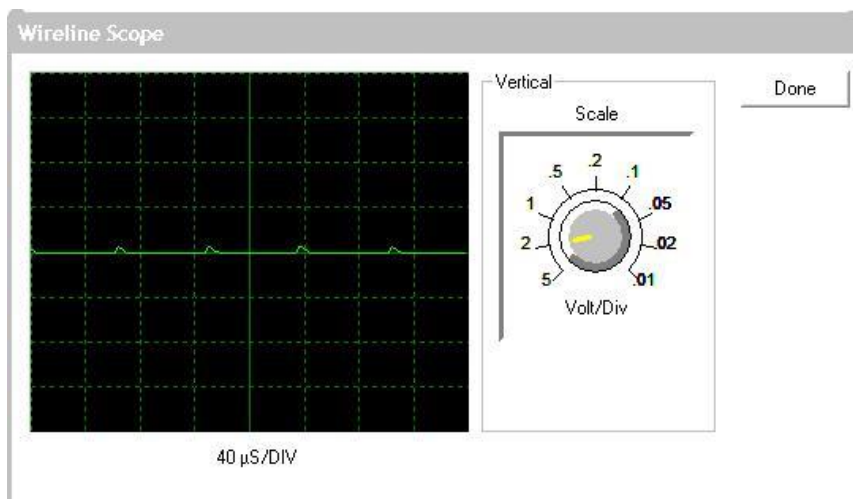 Wireline Scope
Vertical
Done
Scale
.2
.5
.1
1
.05
2
.02
5
.01
Volt/Div
40 µS/DIV